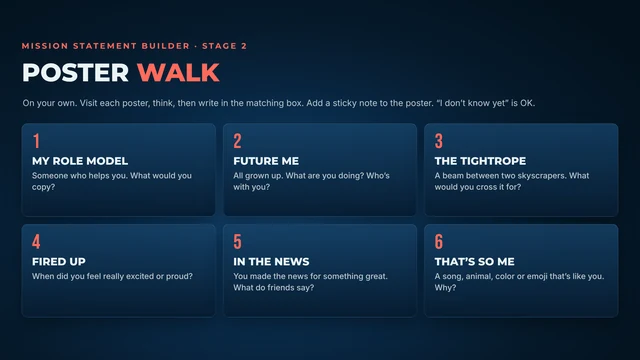 MISSION STATEMENT BUILDER · STAGE 2
POSTER WALK
On your own. Visit each poster, think, then write in the matching box. Add a sticky note to the poster. “I don’t know yet” is OK.
1
MY ROLE MODEL
Someone who helps you. What would you
copy?
2
FUTURE ME
All grown up. What are you doing? Who’s
with you?
3
THE TIGHTROPE
A beam between two skyscrapers. What
would you cross it for?
4
FIRED UP
When did you feel really excited or proud?
5
IN THE NEWS
You made the news for something great.
What do friends say?
6
THAT’S SO ME
A song, animal, color or emoji that’s like you.
Why?